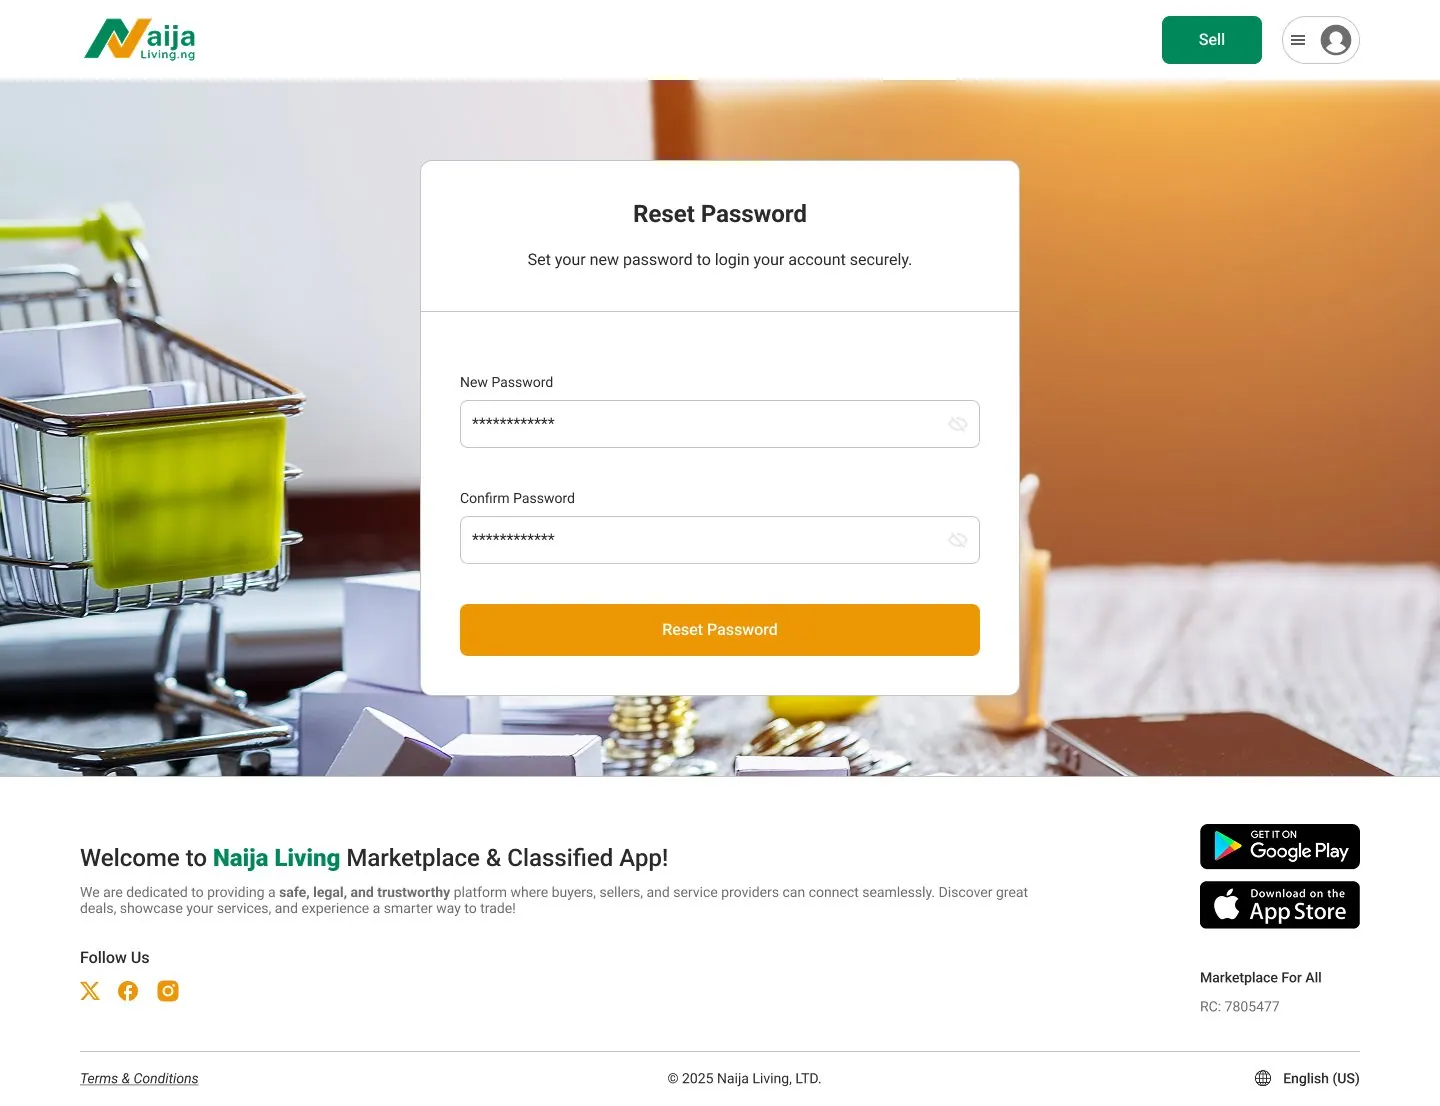 Naija
Living.ng
Sell
Reset Password
Set your new password to login your account securely.
New Password
************
Confirm Password
************
Reset Password
Welcome to Naija Living Marketplace & Classified App!
We are dedicated to providing a safe, legal, and trustworthy platform where buyers, sellers, and service providers can connect seamlessly. Discover great
deals, showcase your services, and experience a smarter way to trade!
Follow Us
GET IT ON
Google Play
Download on the
App Store
Marketplace For All
RC: 7805477
Terms & Conditions
© 2025 Naija Living, LTD.
English (US)